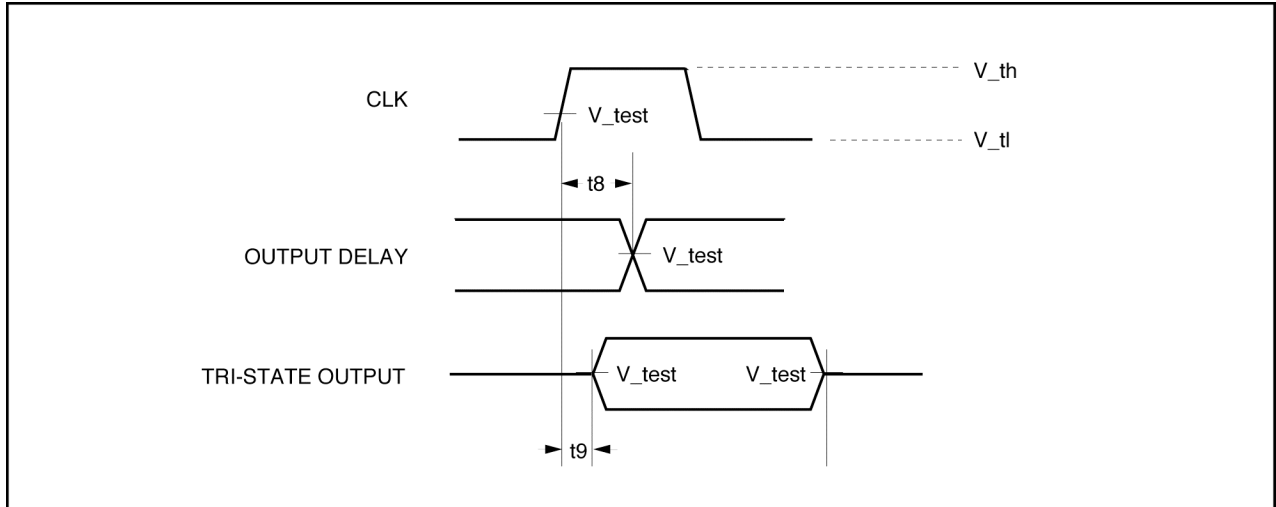 V_th
CLK
V_test
V_tl
t8
OUTPUT DELAY
V_test
TRI-STATE OUTPUT
V_test
V_test
t9